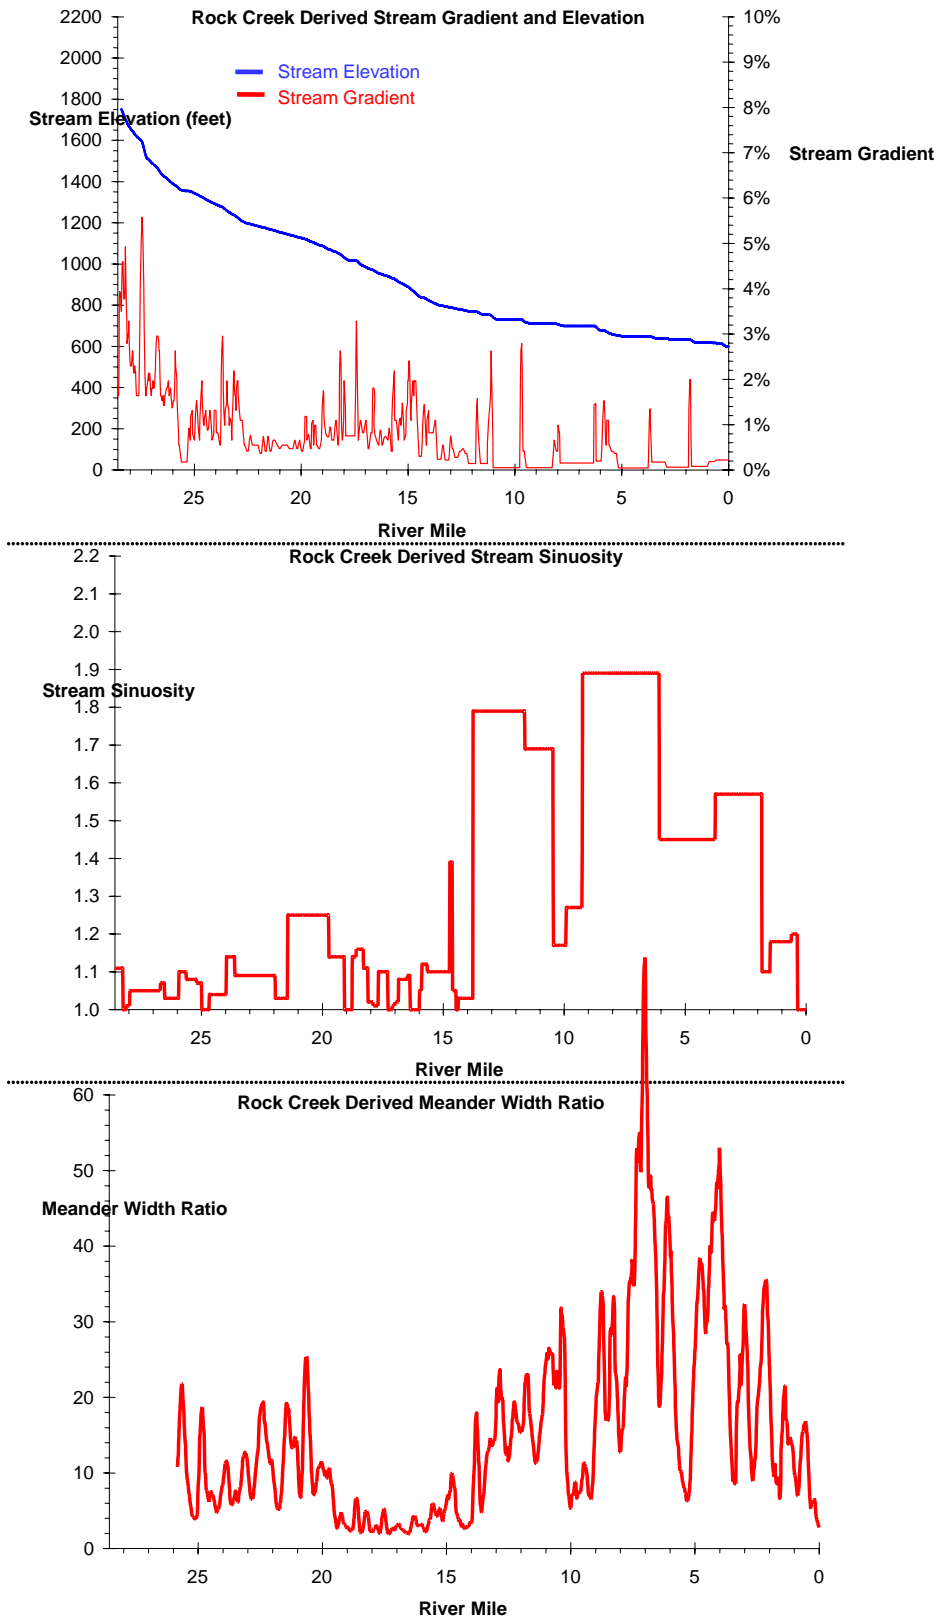 Rock Creek Derived Stream Gradient and Elevation
Stream Elevation
Stream Gradient
Stream Elevation (feet)
Stream Gradient
2200
2000
1800
1600
1400
1200
1000
800
600
400
200
0
10%
9%
8%
7%
6%
5%
4%
3%
2%
1%
0%
25 20 15 10 5 0
River Mile
Rock Creek Derived Stream Sinuosity
Stream Sinuosity
2.2
2.1
2.0
1.9
1.8
1.7
1.6
1.5
1.4
1.3
1.2
1.1
1.0
25 20 15 10 5 0
River Mile
Rock Creek Derived Meander Width Ratio
Meander Width Ratio
60
50
40
30
20
10
0
25 20 15 10 5 0
River Mile